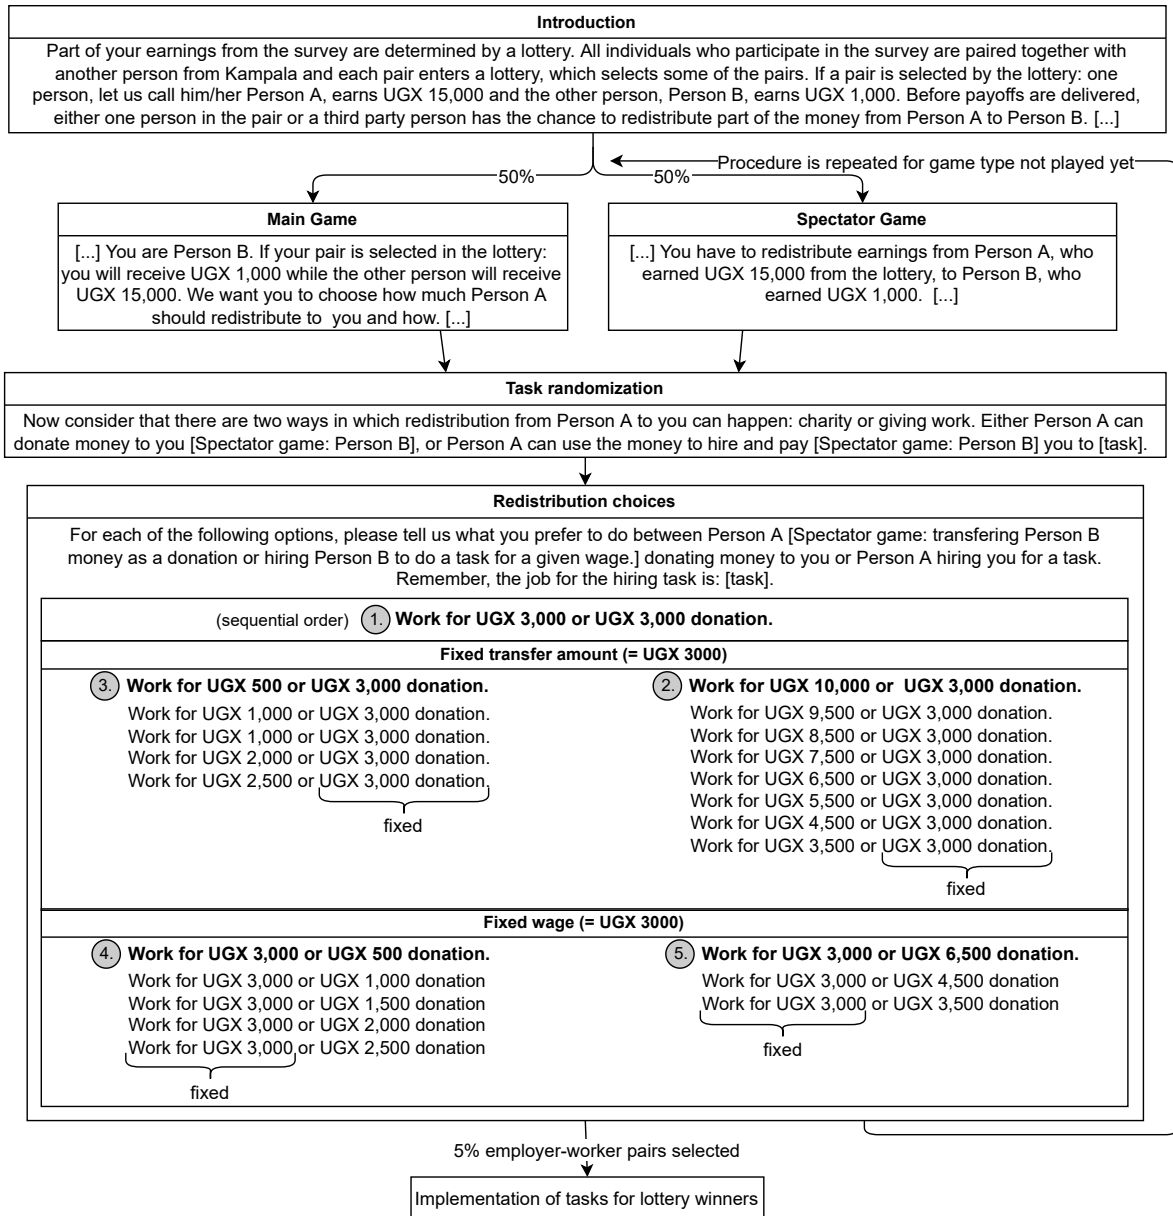 Introduction
Part of your earnings from the survey are determined by a lottery. All individuals who participate in the survey are paired together with
another person from Kampala and each pair enters a lottery, which selects some of the pairs. If a pair is selected by the lottery: one
person, let us call him/her Person A, earns UGX 15,000 and the other person, Person B, earns UGX 1,000. Before payoffs are delivered,
either one person in the pair or a third party person has the chance to redistribute part of the money from Person A to Person B. [...]
Procedure is repeated for game type not played yet
50%
50%
Main Game
[...] You are Person B. If your pair is selected in the lottery:
you will receive UGX 1,000 while the other person will receive
UGX 15,000. We want you to choose how much Person A
should redistribute to you and how. [...]
Spectator Game
[...] You have to redistribute earnings from Person A, who
earned UGX 15,000 from the lottery, to Person B, who
earned UGX 1,000. [...]
Task randomization
Now consider that there are two ways in which redistribution from Person A to you can happen: charity or giving work. Either Person A can
donate money to you [Spectator game: Person B], or Person A can use the money to hire and pay [Spectator game: Person B] you to [task].
Redistribution choices
For each of the following options, please tell us what you prefer to do between Person A [Spectator game: transfering Person B
money as a donation or hiring Person B to do a task for a given wage.] donating money to you or Person A hiring you for a task.
Remember, the job for the hiring task is: [task].
(sequential order) 1. Work for UGX 3,000 or UGX 3,000 donation.
Fixed transfer amount (= UGX 3000)
3. Work for UGX 500 or UGX 3,000 donation.
Work for UGX 1,000 or UGX 3,000 donation.
Work for UGX 1,000 or UGX 3,000 donation.
Work for UGX 2,000 or UGX 3,000 donation.
Work for UGX 2,500 or UGX 3,000 donation.
fixed
2. Work for UGX 10,000 or UGX 3,000 donation.
Work for UGX 9,500 or UGX 3,000 donation.
Work for UGX 8,500 or UGX 3,000 donation.
Work for UGX 7,500 or UGX 3,000 donation.
Work for UGX 6,500 or UGX 3,000 donation.
Work for UGX 5,500 or UGX 3,000 donation.
Work for UGX 4,500 or UGX 3,000 donation.
Work for UGX 3,500 or UGX 3,000 donation.
fixed
Fixed wage (= UGX 3000)
4. Work for UGX 3,000 or UGX 500 donation.
Work for UGX 3,000 or UGX 1,000 donation
Work for UGX 3,000 or UGX 1,500 donation
Work for UGX 3,000 or UGX 2,000 donation
Work for UGX 3,000 or UGX 2,500 donation
fixed
5. Work for UGX 3,000 or UGX 6,500 donation.
Work for UGX 3,000 or UGX 4,500 donation
Work for UGX 3,000 or UGX 3,500 donation
fixed
5% employer-worker pairs selected
Implementation of tasks for lottery winners